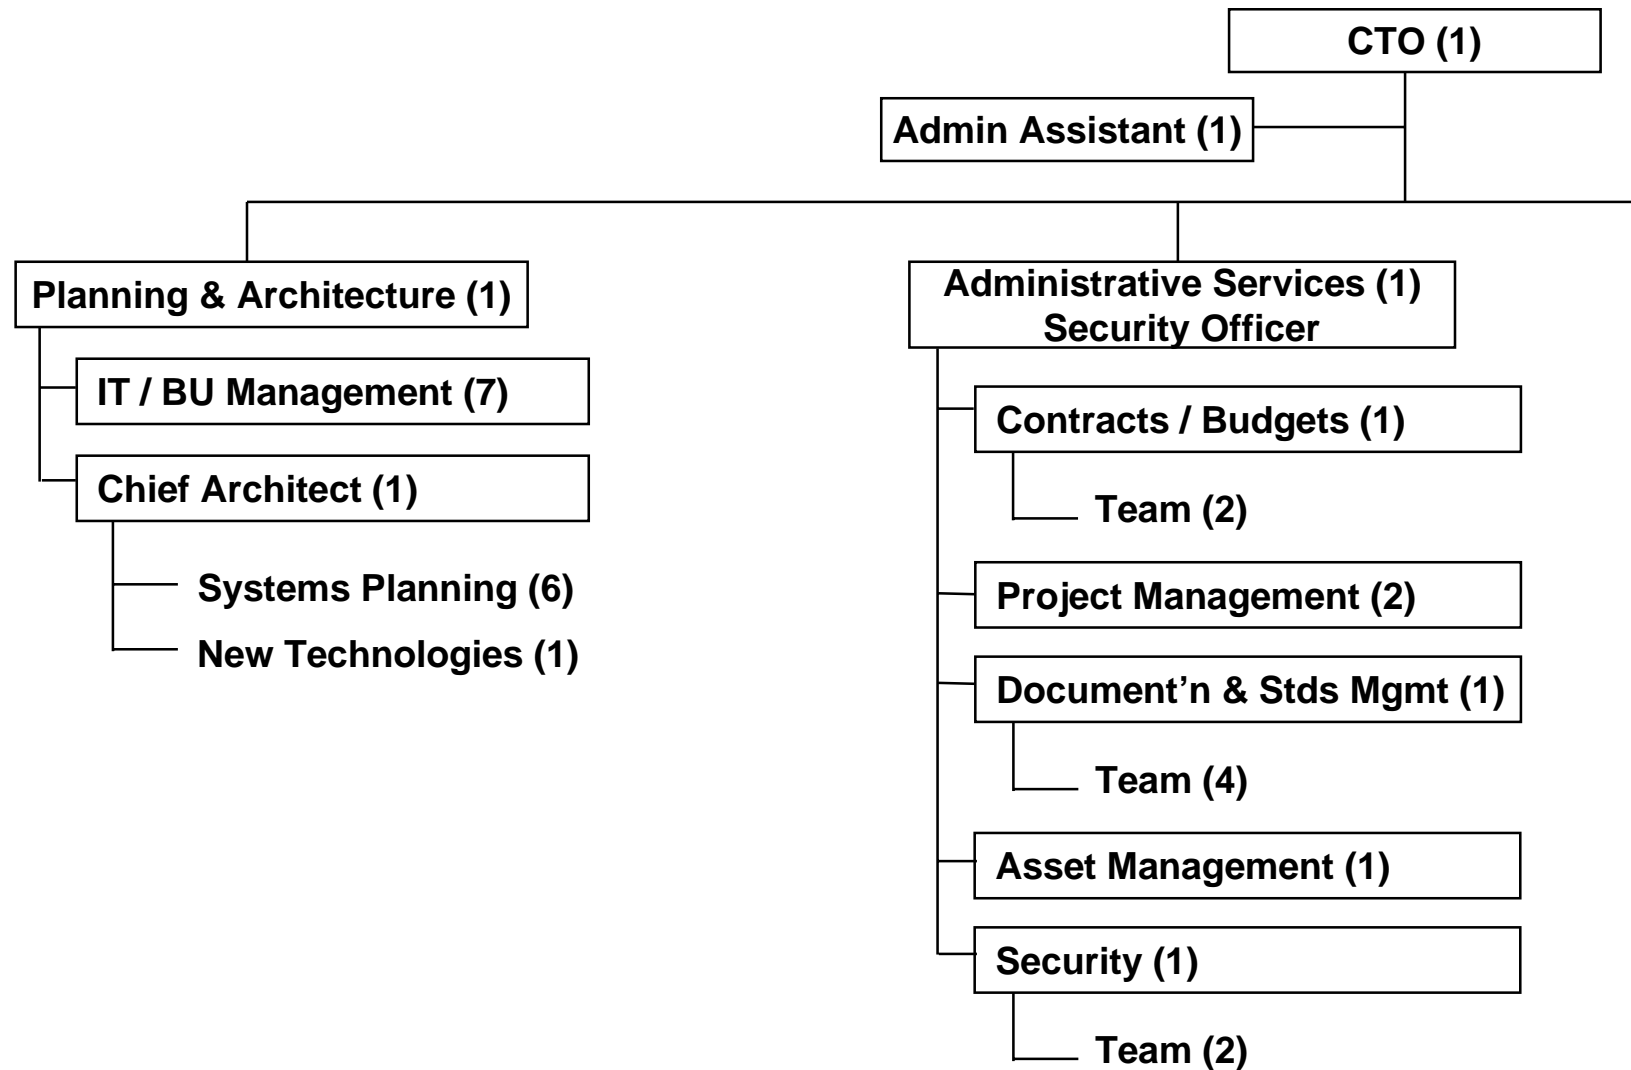 CTO (1)
Admin Assistant (1)
Planning & Architecture (1)
IT / BU Management (7)
Chief Architect (1)
Systems Planning (6)
New Technologies (1)
Administrative Services (1)
Security Officer
Contracts / Budgets (1)
Team (2)
Project Management (2)
Document’n & Stds Mgmt (1)
Team (4)
Asset Management (1)
Security (1)
Team (2)